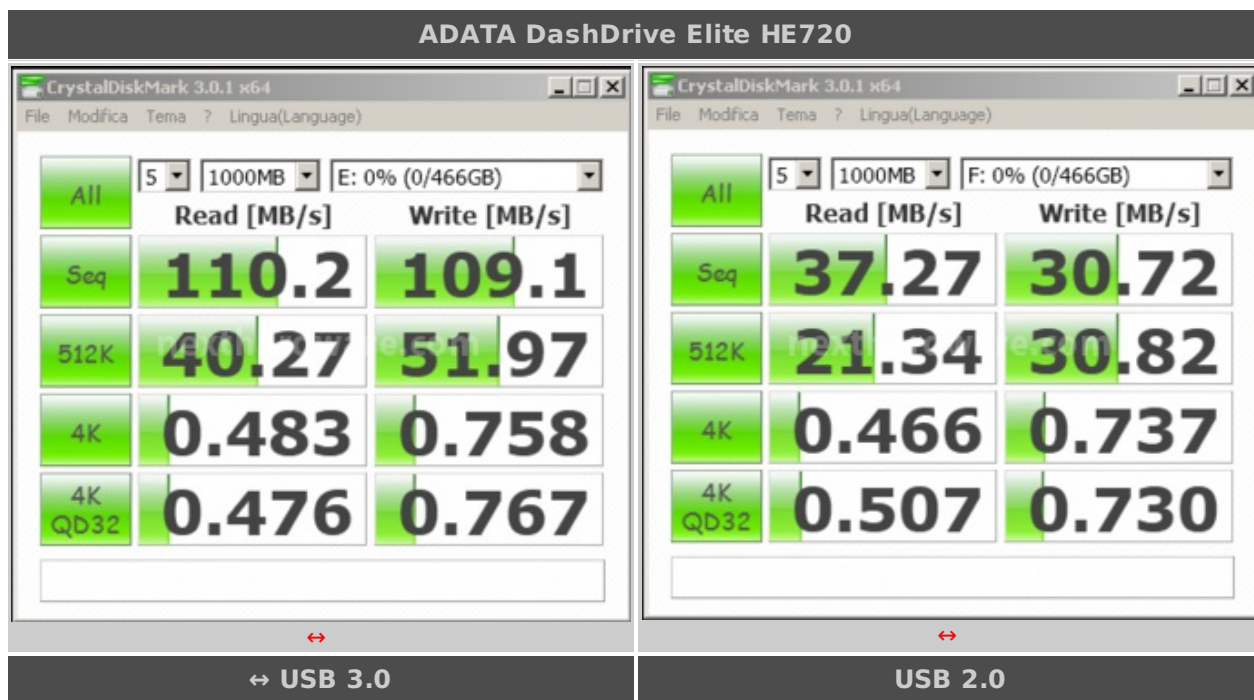 ADATA DashDrive Elite HE720
CrystalDiskMark 3.0.1 x64
File Modifica Tema ? Lingua(Language)
All 5 1000MB E: 0% (0/466GB)
Read [MB/s] Write [MB/s]
Seq 110.2 109.1
512K 40.27 51.97
4K 0.483 0.758
4K QD32 0.476 0.767
↔
↔ USB 3.0
CrystalDiskMark 3.0.1 x64
File Modifica Tema ? Lingua(Language)
All 5 1000MB F: 0% (0/466GB)
Read [MB/s] Write [MB/s]
Seq 37.27 30.72
512K 21.34 30.82
4K 0.466 0.737
4K QD32 0.507 0.730
↔
USB 2.0